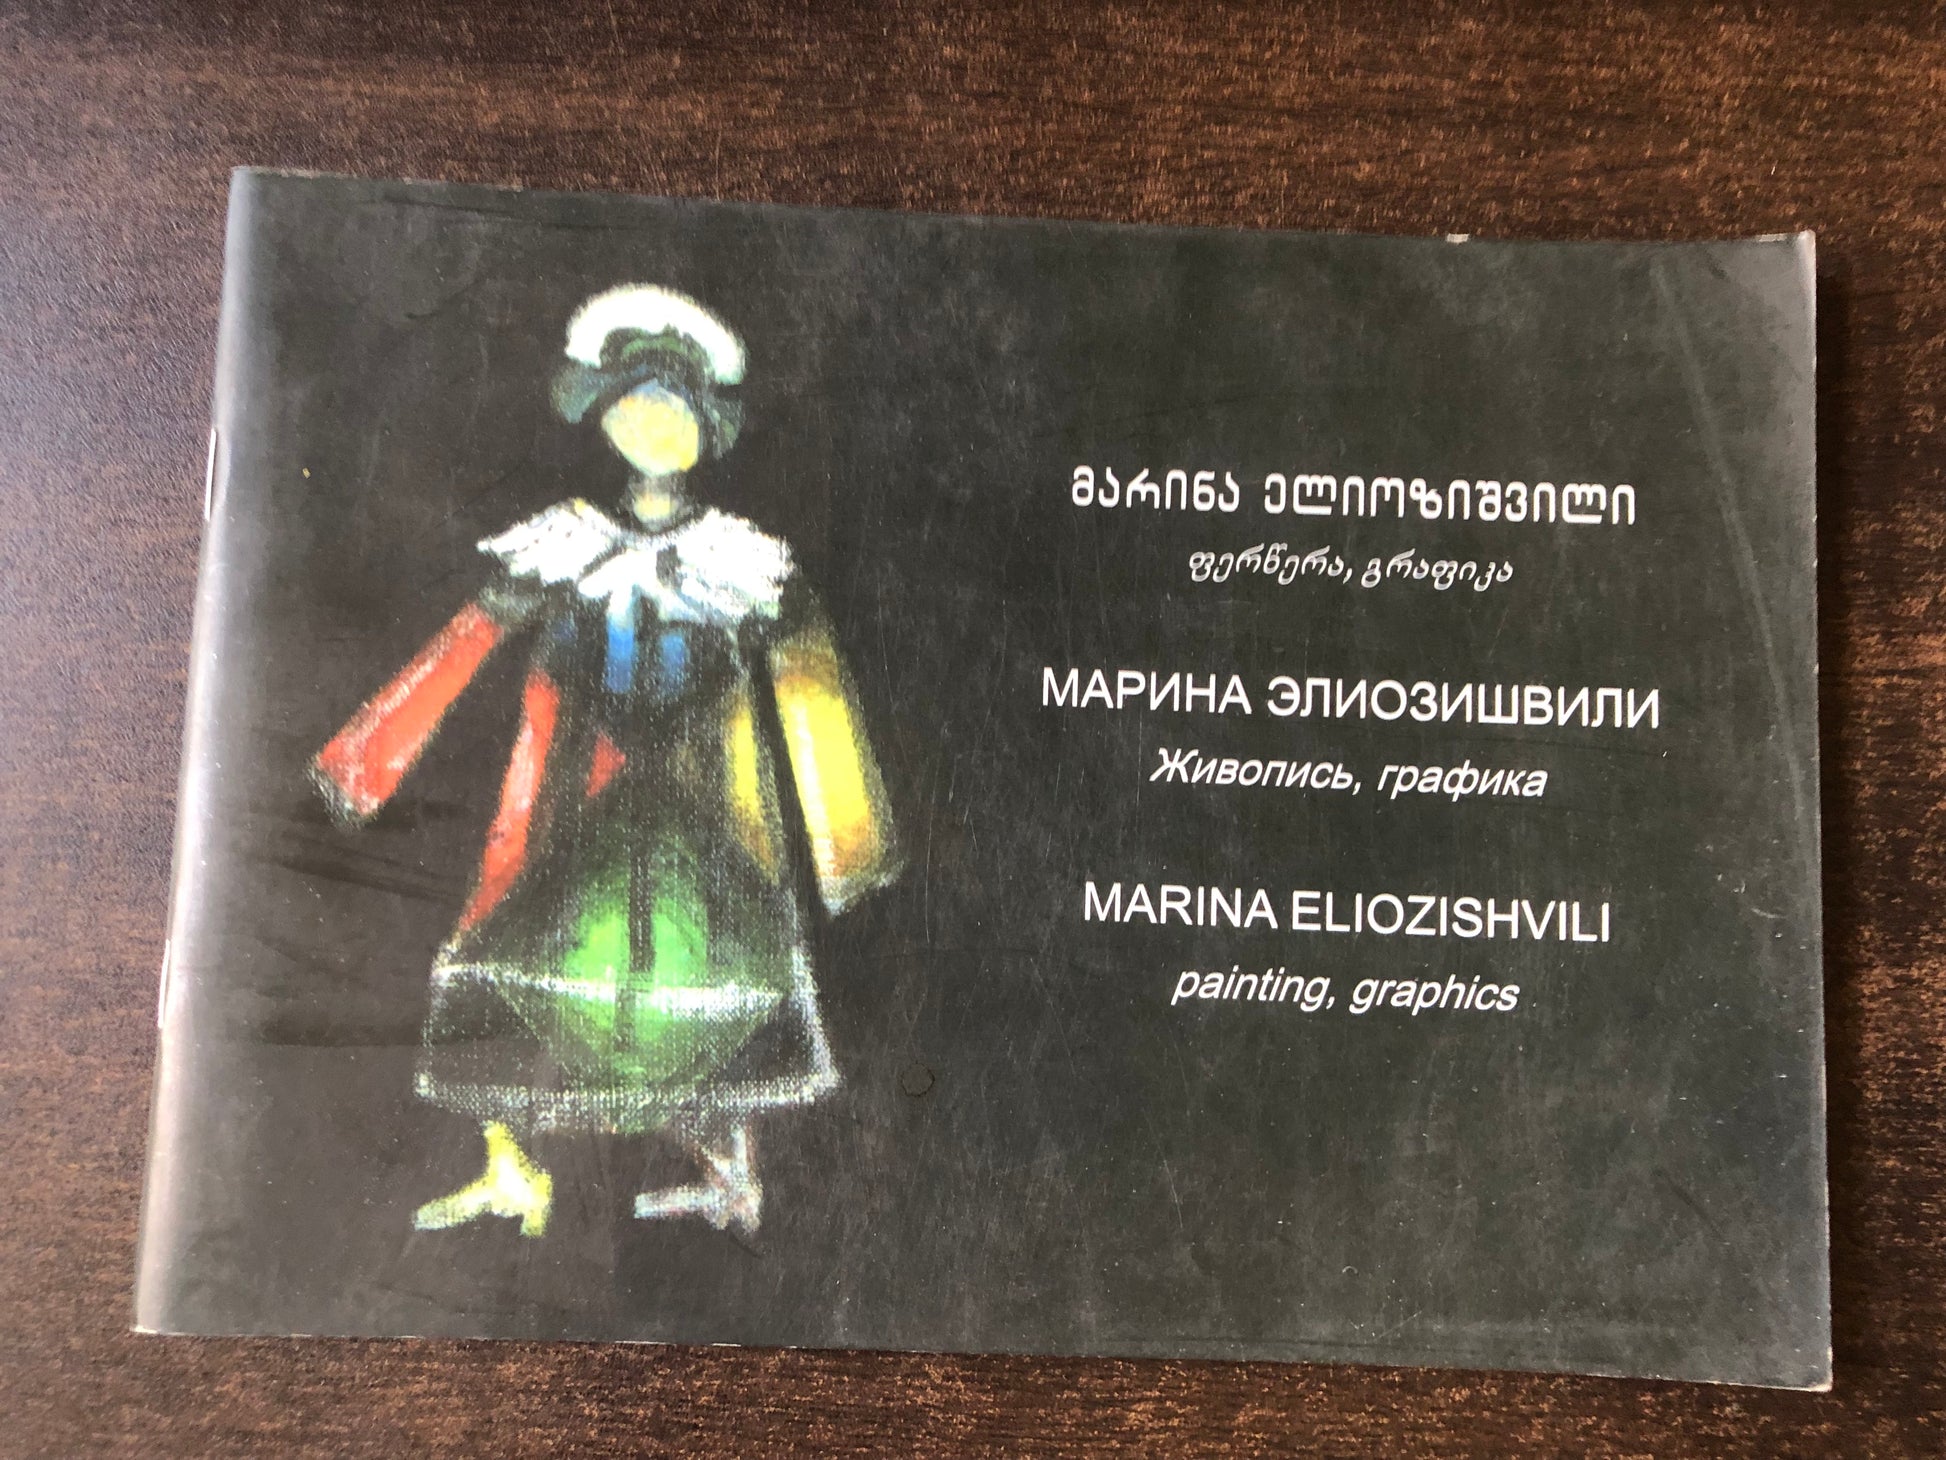 მარინა ელიოზიშვილი
ფერწერა, გრაფიკა
МАРИНА ЭЛИОЗИШВИЛИ
Живопись, графика
MARINA ELIOZISHVILI
painting, graphics